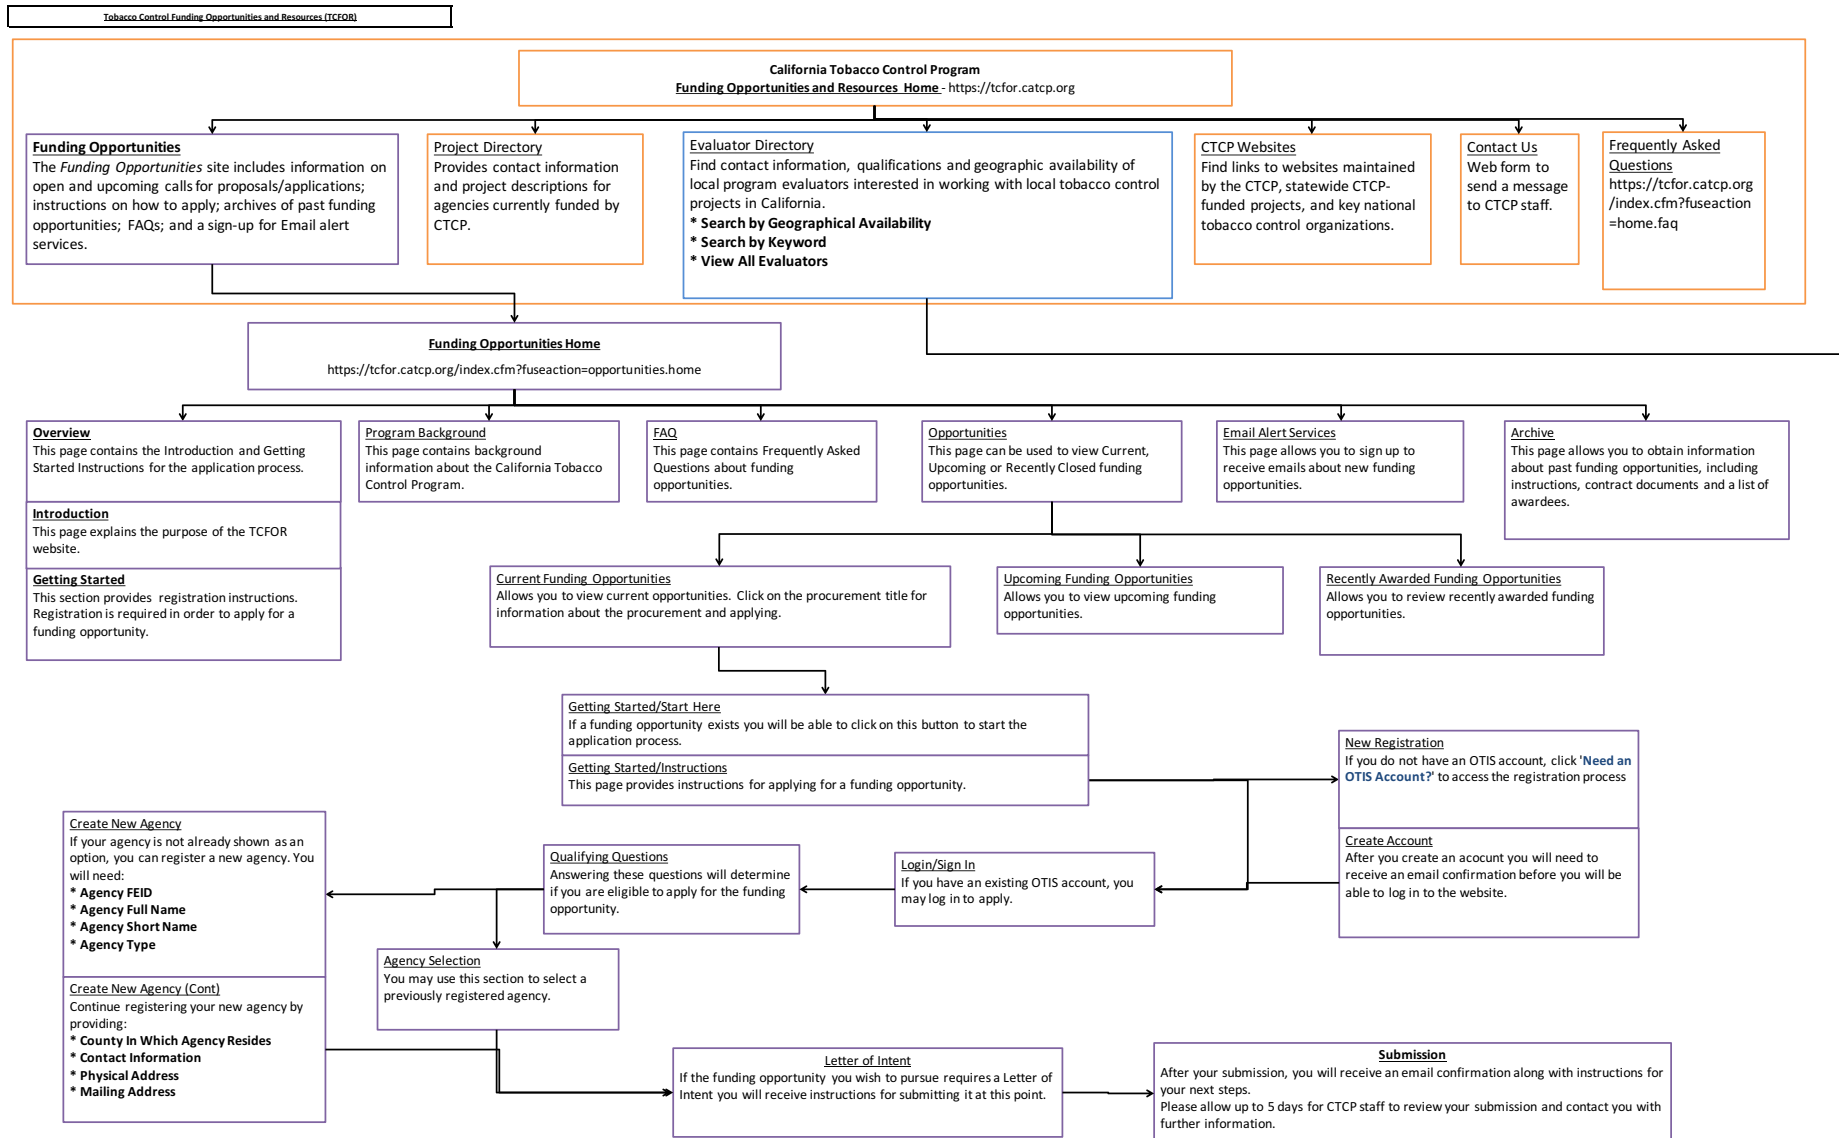 Tobacco Control Funding Opportunities and Resources (TCFOR)
California Tobacco Control Program
Funding Opportunities and Resources Home - https://tcfor.catcp.org
Funding Opportunities
The Funding Opportunities site includes information on
open and upcoming calls for proposals/applications;
instructions on how to apply; archives of past funding
opportunities; FAQs; and a sign-up for Email alert
services.
Project Directory
Provides contact information
and project descriptions for
agencies currently funded by
CTCP.
Evaluator Directory
Find contact information, qualifications and geographic availability of
local program evaluators interested in working with local tobacco control
projects in California.
* Search by Geographical Availability
* Search by Keyword
* View All Evaluators
CTCP Websites
Find links to websites maintained
by the CTCP, statewide CTCP-
funded projects, and key national
tobacco control organizations.
Contact Us
Web form to
send a message
to CTCP staff.
Frequently Asked
Questions
https://tcfor.catcp.org
/index.cfm?fuseaction
=home.faq
Funding Opportunities Home
https://tcfor.catcp.org/index.cfm?fuseaction=opportunities.home
Overview
This page contains the Introduction and Getting
Started Instructions for the application process.
Introduction
This page explains the purpose of the TCFOR
website.
Getting Started
This section provides registration instructions.
Registration is required in order to apply for a
funding opportunity.
Program Background
This page contains background
information about the California Tobacco
Control Program.
FAQ
This page contains Frequently Asked
Questions about funding
opportunities.
Opportunities
This page can be used to view Current,
Upcoming or Recently Closed funding
opportunities.
Email Alert Services
This page allows you to sign up to
receive emails about new funding
opportunities.
Archive
This page allows you to obtain information
about past funding opportunities, including
instructions, contract documents and a list of
awardees.
Current Funding Opportunities
Allows you to view current opportunities. Click on the procurement title for
information about the procurement and applying.
Upcoming Funding Opportunities
Allows you to view upcoming funding
opportunities.
Recently Awarded Funding Opportunities
Allows you to review recently awarded funding
opportunities.
Getting Started/Start Here
If a funding opportunity exists you will be able to click on this button to start the
application process.
Getting Started/Instructions
This page provides instructions for applying for a funding opportunity.
New Registration
If you do not have an OTIS account, click 'Need an
OTIS Account?' to access the registration process
Create Account
After you create an acocunt you will need to
receive an email confirmation before you will be
able to log in to the website.
Login/Sign In
If you have an existing OTIS account, you
may log in to apply.
Qualifying Questions
Answering these questions will determine
if you are eligible to apply for the funding
opportunity.
Create New Agency
If your agency is not already shown as an
option, you can register a new agency. You
will need:
* Agency FEID
* Agency Full Name
* Agency Short Name
* Agency Type
Create New Agency (Cont)
Continue registering your new agency by
providing:
* County In Which Agency Resides
* Contact Information
* Physical Address
* Mailing Address
Agency Selection
You may use this section to select a
previously registered agency.
Letter of Intent
If the funding opportunity you wish to pursue requires a Letter of
Intent you will receive instructions for submitting it at this point.
Submission
After your submission, you will receive an email confirmation along with instructions for
your next steps.
Please allow up to 5 days for CTCP staff to review your submission and contact you with
further information.